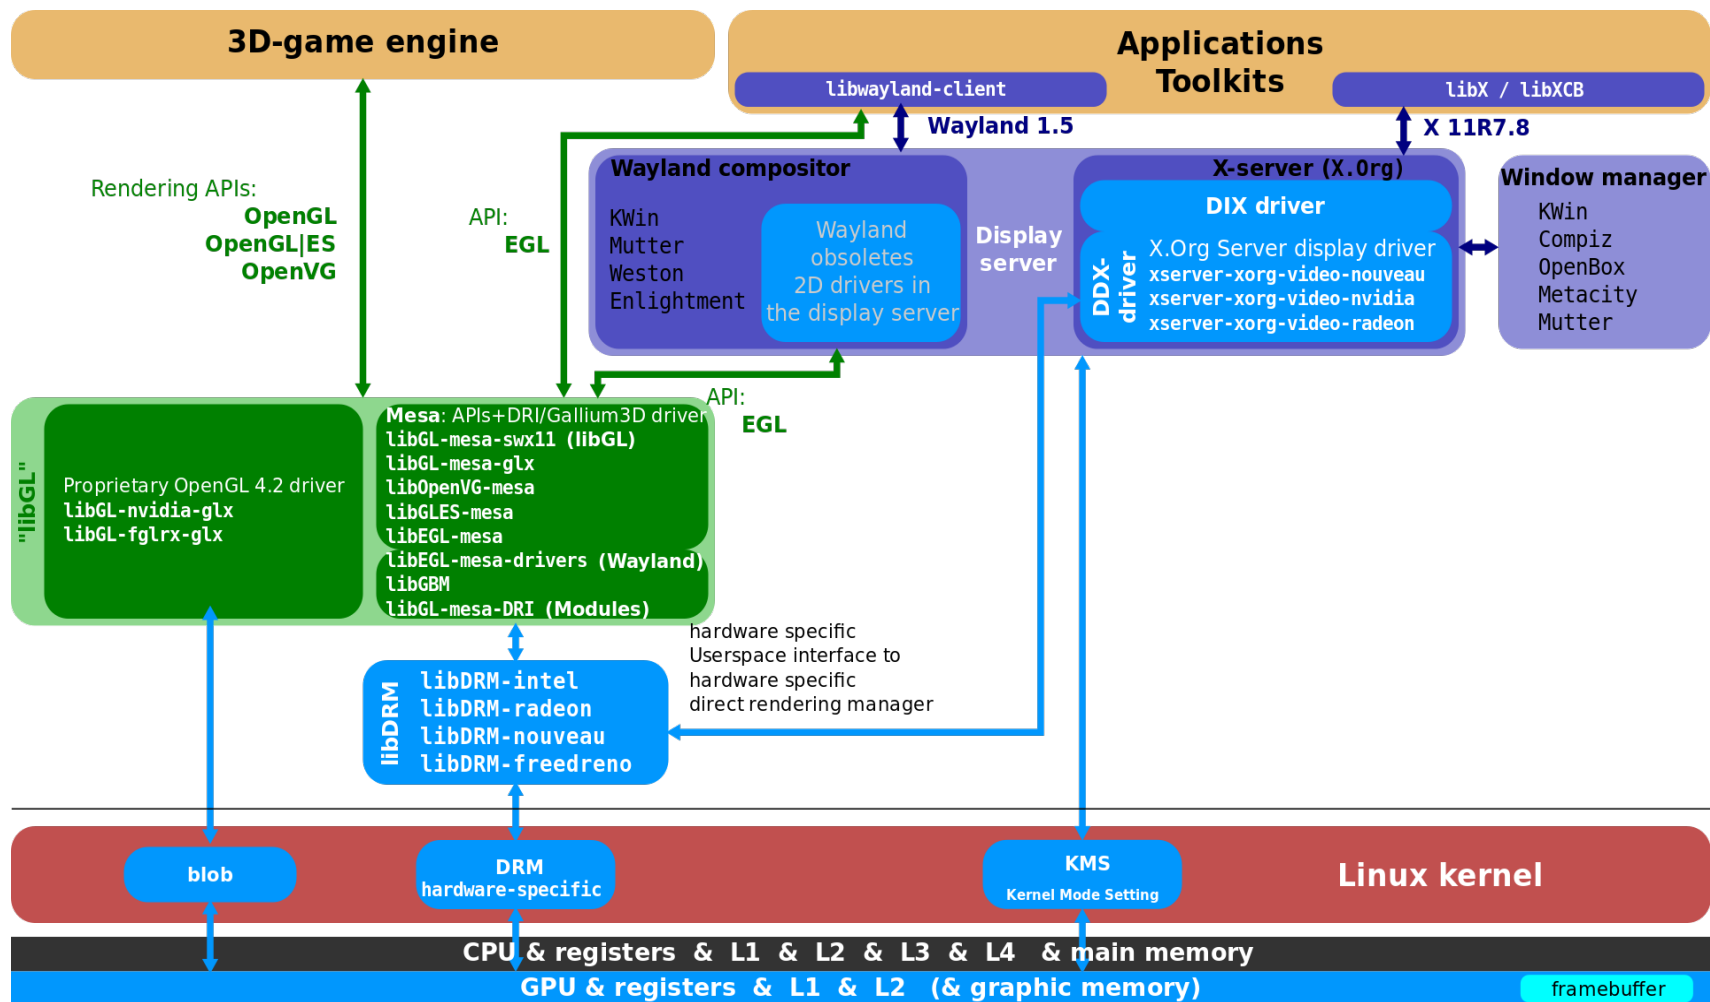 3D-game engine
Applications
Toolkits
libwayland-client
libX / libXCB
Wayland 1.5
X 11R7.8
Rendering APIs:
OpenGL
OpenGL|ES
OpenVG
API:
EGL
Wayland compositor
KWin
Mutter
Weston
Enlightment
Wayland
obsoletes
2D drivers in
the display server
Display
server
X-server (X.Org)
DIX driver
DDX-
driver
X.Org Server display driver
xserver-xorg-video-nouveau
xserver-xorg-video-nvidia
xserver-xorg-video-radeon
Window manager
KWin
Compiz
OpenBox
Metacity
Mutter
API:
EGL
"libGL"
Proprietary OpenGL 4.2 driver
libGL-nvidia-glx
libGL-fglrx-glx
Mesa: APIs+DRI/Gallium3D driver
libGL-mesa-swx11 (libGL)
libGL-mesa-glx
libOpenVG-mesa
libGLES-mesa
libEGL-mesa
libEGL-mesa-drivers (Wayland)
libGBM
libGL-mesa-DRI (Modules)
hardware specific
Userspace interface to
hardware specific
direct rendering manager
libDRM
libDRM-intel
libDRM-radeon
libDRM-nouveau
libDRM-freedreno
blob
DRM
hardware-specific
KMS
Kernel Mode Setting
Linux kernel
CPU & registers & L1 & L2 & L3 & L4 & main memory
GPU & registers & L1 & L2 (& graphic memory)
framebuffer